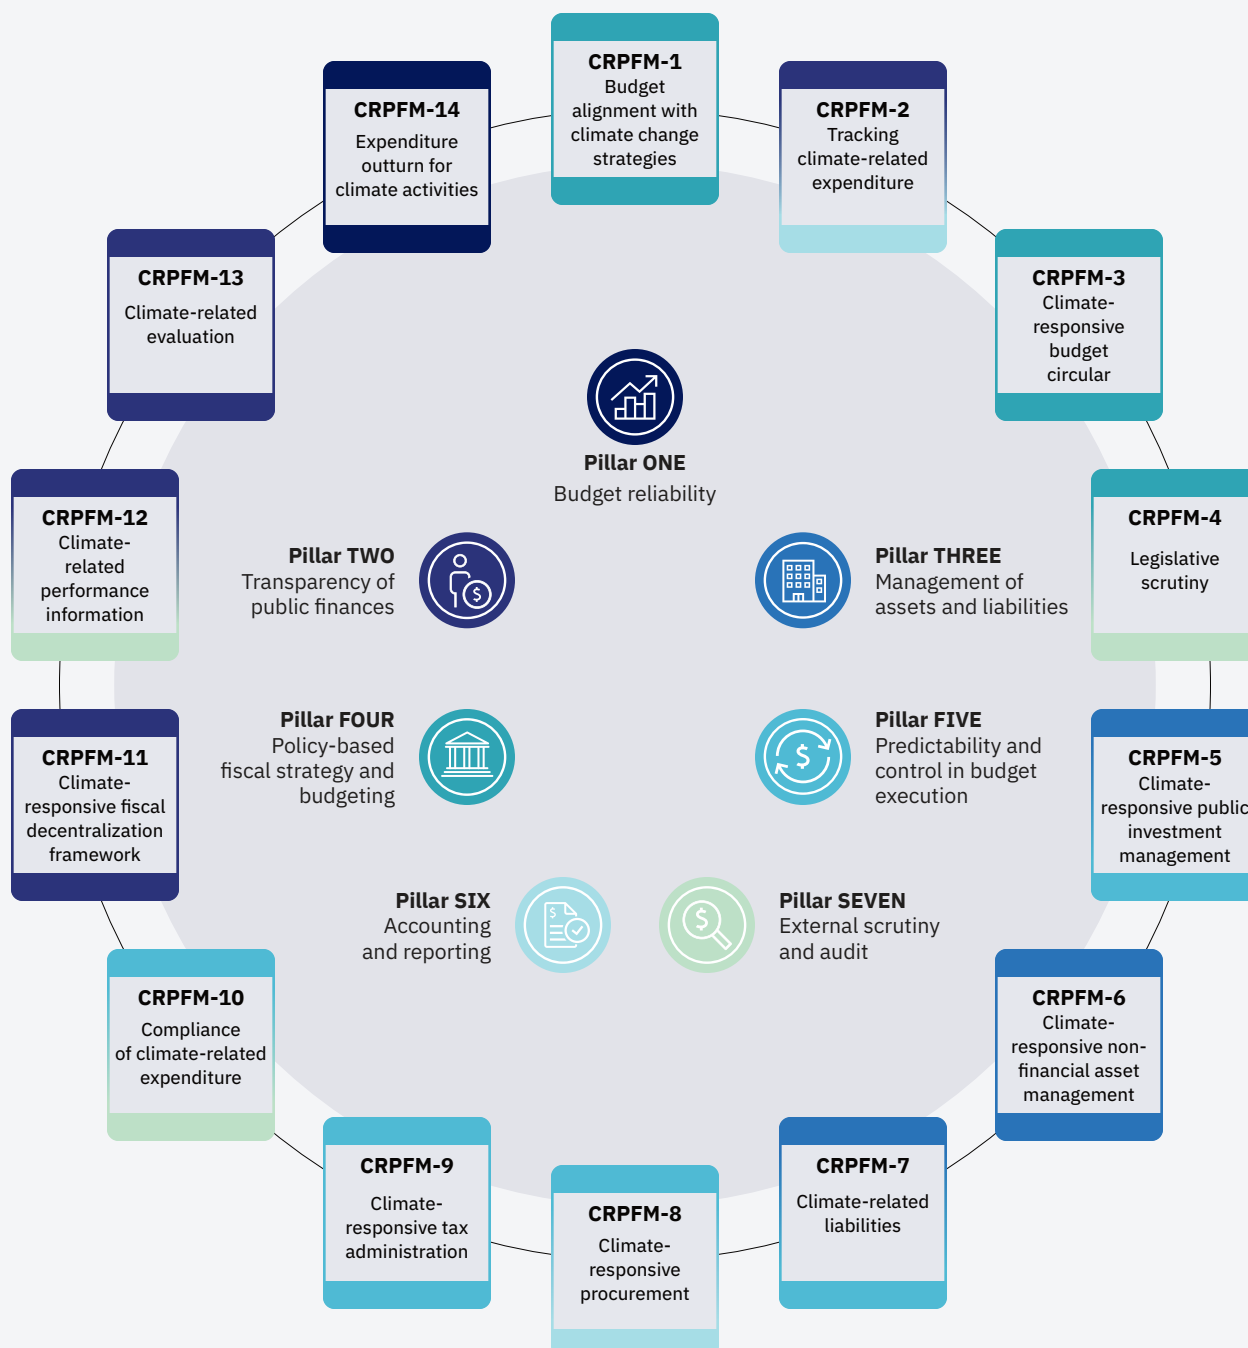 CRPFM-1
Budget
alignment with
climate change
strategies
CRPFM-2
Tracking
climate-related
expenditure
CRPFM-3
Climate-
responsive
budget
circular
CRPFM-4
Legislative
scrutiny
CRPFM-5
Climate-
responsive public
investment
management
CRPFM-6
Climate-
responsive non-
financial asset
management
CRPFM-7
Climate-related
liabilities
CRPFM-8
Climate-
responsive
procurement
CRPFM-9
Climate-
responsive tax
administration
CRPFM-10
Compliance
of climate-related
expenditure
CRPFM-11
Climate-
responsive fiscal
decentralization
framework
CRPFM-12
Climate-
related
performance
information
CRPFM-13
Climate-related
evaluation
CRPFM-14
Expenditure
outturn for
climate activities
Pillar ONE
Budget reliability
Pillar TWO
Transparency of
public finances
$
Pillar THREE
Management of
assets and liabilities
Pillar FOUR
Policy-based
fiscal strategy and
budgeting
Pillar FIVE
Predictability and
control in budget
execution
$
Pillar SIX
Accounting
and reporting
$
Pillar SEVEN
External scrutiny
and audit
$